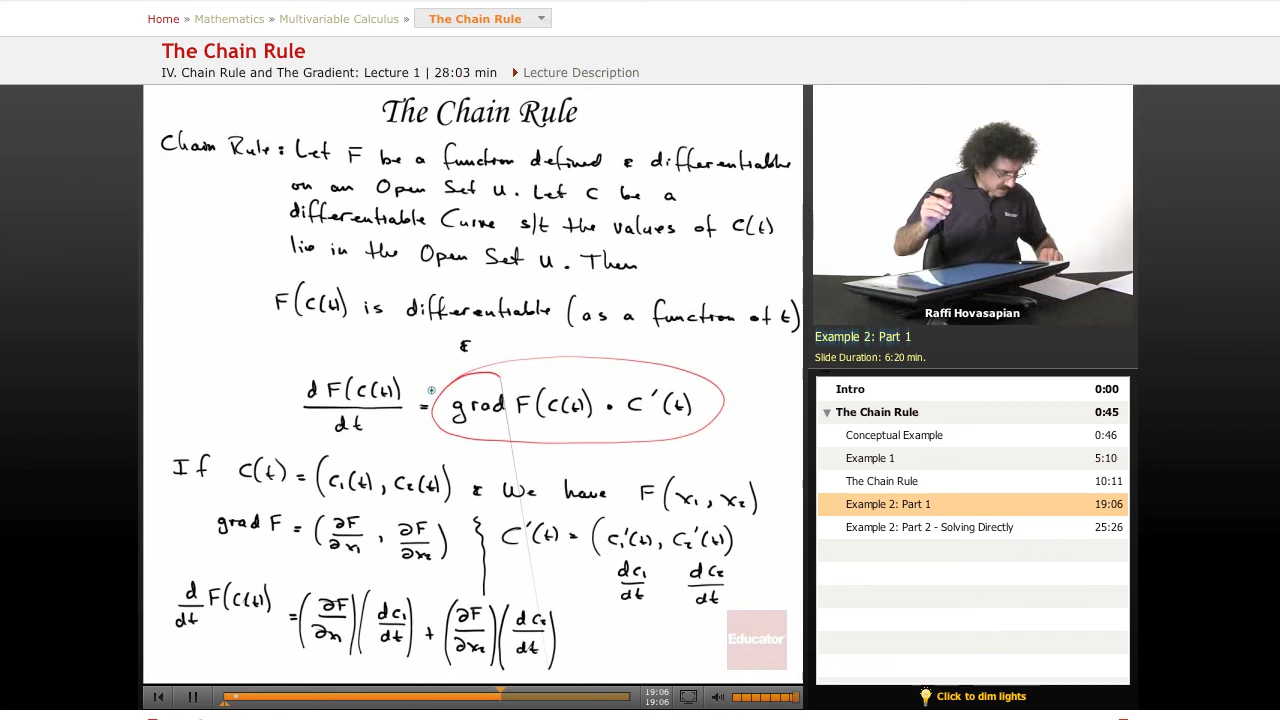 Home » Mathematics » Multivariable Calculus » The Chain Rule
The Chain Rule
IV. Chain Rule and The Gradient: Lecture 1 | 28:03 min Lecture Description
The Chain Rule
Chain Rule: Let F be a function defined & differentiable
on an Open Set U. Let C be a
differentiable Curve s/t the values of C(t)
lie in the Open Set U. Then
F(C(t)) is differentiable (as a function of t)
&
d F(C(t)) / dt = grad F(C(t)) • C'(t)
If C(t) = (c₁(t), c₂(t)) & We have F(x₁, x₂)
grad F = (∂F/∂x₁, ∂F/∂x₂) { C'(t) = (c₁'(t), c₂'(t))
dc₁/dt dc₂/dt
d/dt F(C(t)) = (∂F/∂x₁)(dc₁/dt) + (∂F/∂x₂)(dc₂/dt)
Educator
Raffi Hovasapian
Example 2: Part 1
Slide Duration: 6:20 min.
Intro 0:00
The Chain Rule 0:45
Conceptual Example 0:46
Example 1 5:10
The Chain Rule 10:11
Example 2: Part 1 19:06
Example 2: Part 2 - Solving Directly 25:26
19:06
19:06
Click to dim lights